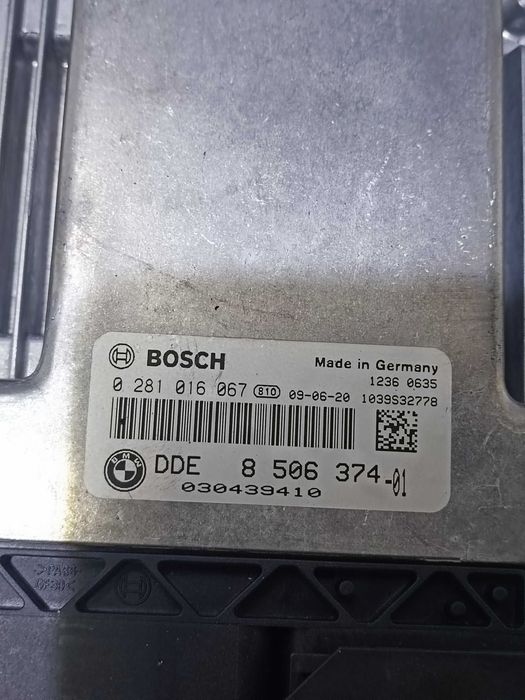 BOSCH Made in Germany
1236 0635
0 281 016 067 810 09-06-20 1039S32778
BMW DDE 8 506 374-01
030439410